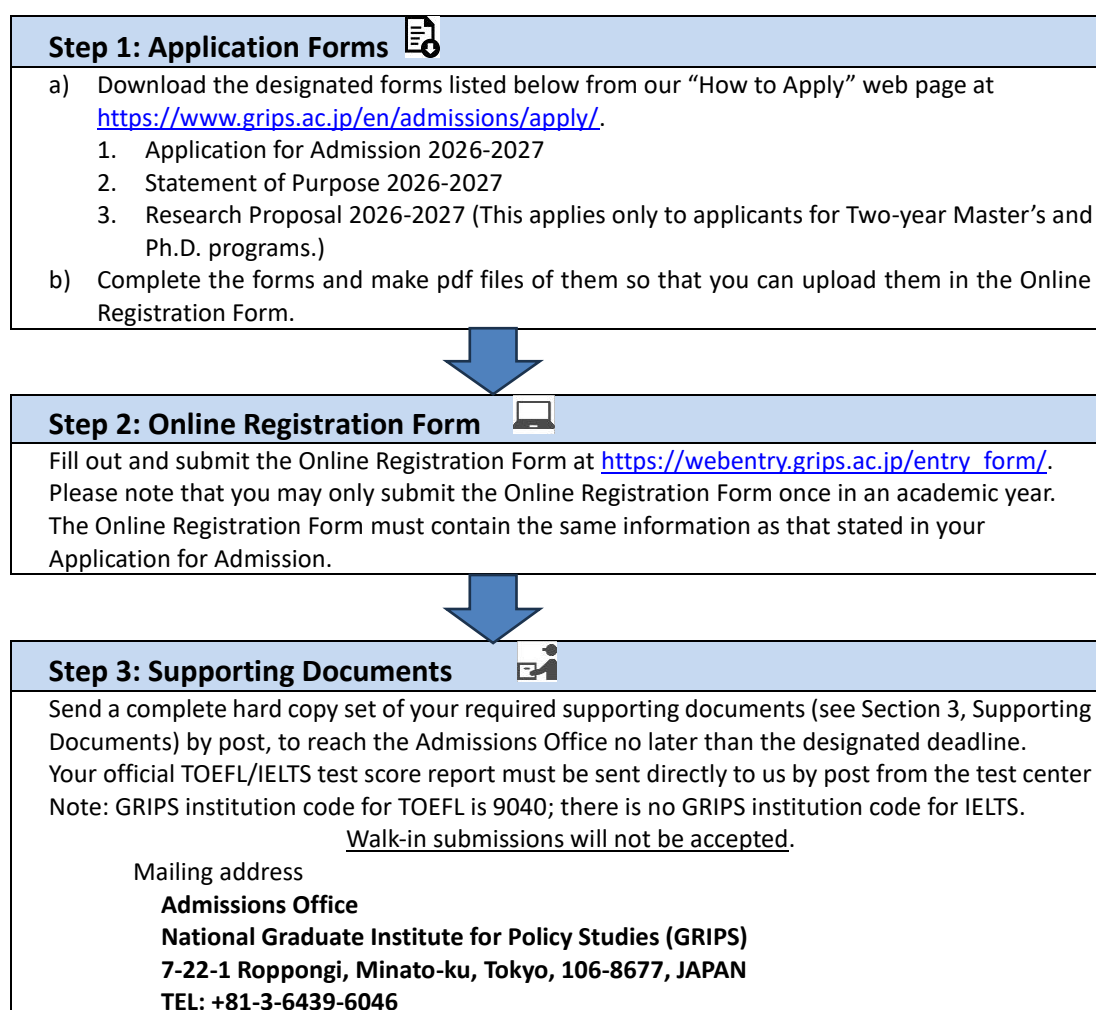 Step 1: Application Forms
a) Download the designated forms listed below from our “How to Apply” web page at
https://www.grips.ac.jp/en/admissions/apply/.
1. Application for Admission 2026-2027
2. Statement of Purpose 2026-2027
3. Research Proposal 2026-2027 (This applies only to applicants for Two-year Master’s and
Ph.D. programs.)
b) Complete the forms and make pdf files of them so that you can upload them in the Online
Registration Form.
Step 2: Online Registration Form
Fill out and submit the Online Registration Form at https://webentry.grips.ac.jp/entry_form/.
Please note that you may only submit the Online Registration Form once in an academic year.
The Online Registration Form must contain the same information as that stated in your
Application for Admission.
Step 3: Supporting Documents
Send a complete hard copy set of your required supporting documents (see Section 3, Supporting
Documents) by post, to reach the Admissions Office no later than the designated deadline.
Your official TOEFL/IELTS test score report must be sent directly to us by post from the test center
Note: GRIPS institution code for TOEFL is 9040; there is no GRIPS institution code for IELTS.
Walk-in submissions will not be accepted.
Mailing address
Admissions Office
National Graduate Institute for Policy Studies (GRIPS)
7-22-1 Roppongi, Minato-ku, Tokyo, 106-8677, JAPAN
TEL: +81-3-6439-6046